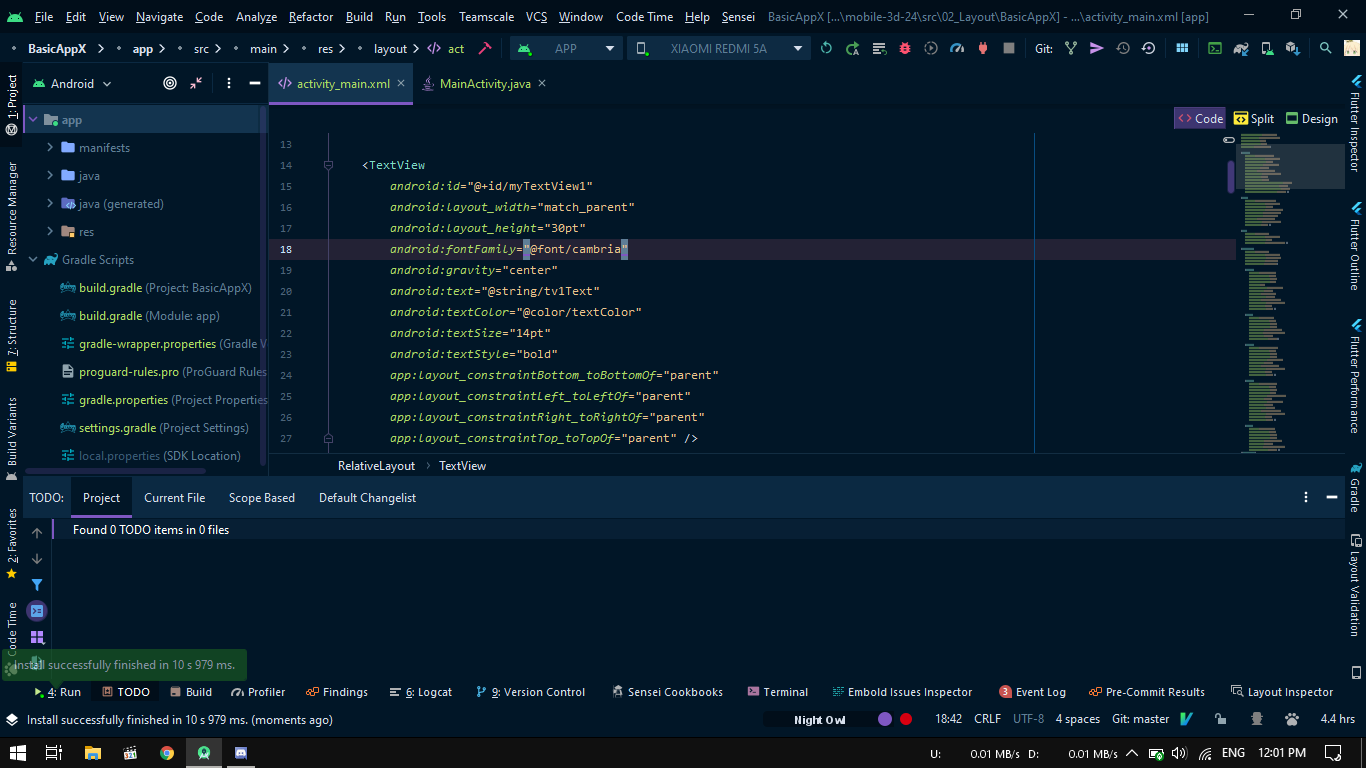 File Edit View Navigate Code Analyze Refactor Build Run Tools Teamscale VCS Window Code Time Help Sensei BasicAppX [...\mobile-3d-24\src\02_Layout\BasicAppX] - ...\activity_main.xml [app]
BasicAppX app src main res layout act APP XIAOMI REDMI 5A Git:
1: Project
Resource Manager
7: Structure
Build Variants
2: Favorites
Code Time
Android
activity_main.xml MainActivity.java
Code Split Design
app
manifests
java
java (generated)
res
Gradle Scripts
build.gradle (Project: BasicAppX)
build.gradle (Module: app)
gradle-wrapper.properties (Gradle V
proguard-rules.pro (ProGuard Rules
gradle.properties (Project Properties
settings.gradle (Project Settings)
local.properties (SDK Location)
13
14 <TextView
15 android:id="@+id/myTextView1"
16 android:layout_width="match_parent"
17 android:layout_height="30pt"
18 android:fontFamily="@font/cambria"
19 android:gravity="center"
20 android:text="@string/tv1Text"
21 android:textColor="@color/textColor"
22 android:textSize="14pt"
23 android:textStyle="bold"
24 app:layout_constraintBottom_toBottomOf="parent"
25 app:layout_constraintLeft_toLeftOf="parent"
26 app:layout_constraintRight_toRightOf="parent"
27 app:layout_constraintTop_toTopOf="parent" />
RelativeLayout TextView
Flutter Inspector
Flutter Outline
Flutter Performance
Gradle
Layout Validation
TODO: Project Current File Scope Based Default Changelist
Found 0 TODO items in 0 files
Install successfully finished in 10 s 979 ms.
4: Run TODO Build Profiler Findings 6: Logcat 9: Version Control Sensei Cookbooks Terminal Embold Issues Inspector 3 Event Log Pre-Commit Results Layout Inspector
Install successfully finished in 10 s 979 ms. (moments ago) Night Owl 18:42 CRLF UTF-8 4 spaces Git: master 4.4 hrs
U: 0.01 MB/s D: 0.01 MB/s ENG 12:01 PM